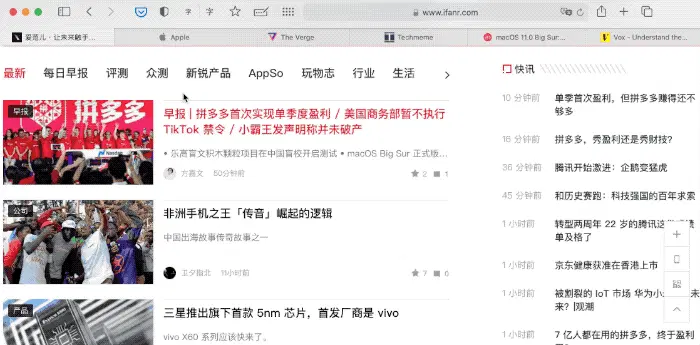 www.ifanr.com
爱范儿 · 让未来触手...
Apple
The Verge
Techmeme
macOS 11.0 Big Sur:...
Vox - Understand the...
最新 每日早报 评测 众测 新锐产品 AppSo 玩物志 行业 生活
早报
拼多多
Nasdaq
早报 | 拼多多首次实现单季度盈利 / 美国商务部暂不执行
TikTok 禁令 / 小霸王发声明称并未破产
• 乐高盲文积木颗粒项目在中国盲校开启测试 • macOS Big Sur 正式版...
方嘉文 50分钟前
2 1
公司
非洲手机之王「传音」崛起的逻辑
中国出海故事传奇故事之一
卫夕指北 11小时前
7 0
产品
三星推出旗下首款 5nm 芯片，首发厂商是 vivo
vivo X60 系列应该快来了。
快讯
10 分钟前 单季首次盈利，但拼多多赚得还不
够多
16 分钟前 拼多多，秀盈利还是秀财技?
36 分钟前 腾讯开始激进：企鹅变猛虎
45 分钟前 和历史赛跑：科技强国的百年求索
1 小时前 转型两周年 22 岁的腾讯这
单及格了
1 小时前 京东健康获准在香港上市
1 小时前 被割裂的 IoT 市场 华为小
来? |观潮
1 小时前 7 亿人都在用的拼多多，终于盈利